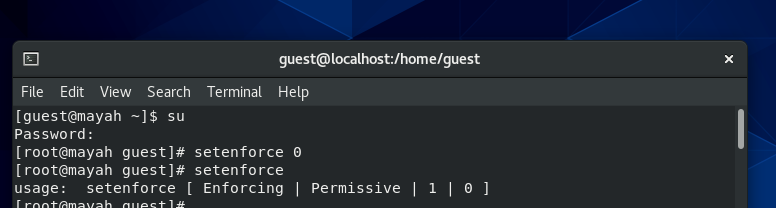 guest@localhost:/home/guest
File Edit View Search Terminal Help
[guest@mayah ~]$ su
Password:
[root@mayah guest]# setenforce 0
[root@mayah guest]# setenforce
usage:  setenforce [ Enforcing | Permissive | 1 | 0 ]
[root@mayah guest]#